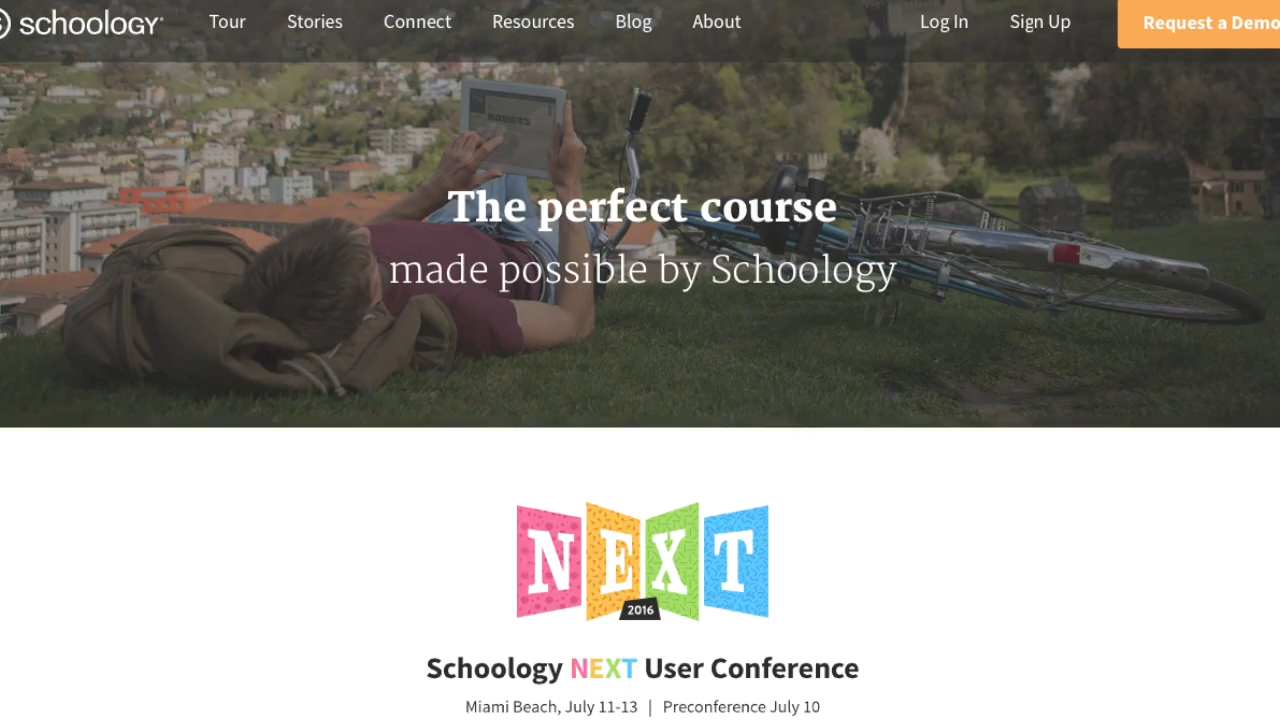 schoology Tour Stories Connect Resources Blog About Log In Sign Up Request a Demo
The perfect course
made possible by Schoology
NEXT
2016
Schoology NEXT User Conference
Miami Beach, July 11-13 | Preconference July 10